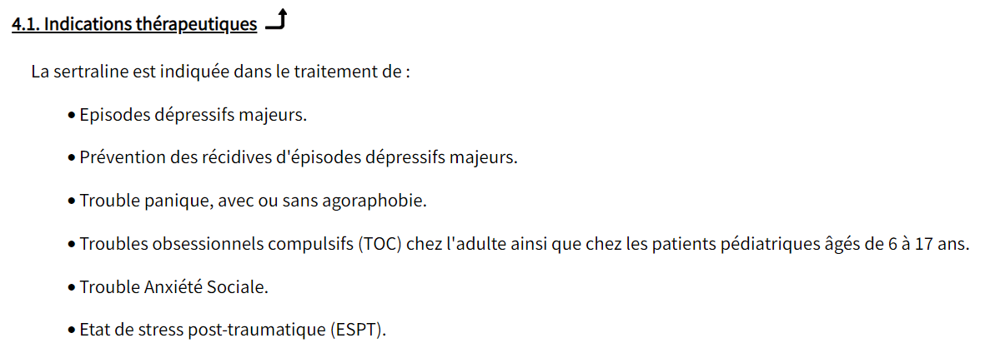 4.1. Indications thérapeutiques
La sertraline est indiquée dans le traitement de :
• Episodes dépressifs majeurs.
• Prévention des récidives d'épisodes dépressifs majeurs.
• Trouble panique, avec ou sans agoraphobie.
• Troubles obsessionnels compulsifs (TOC) chez l'adulte ainsi que chez les patients pédiatriques âgés de 6 à 17 ans.
• Trouble Anxiété Sociale.
• Etat de stress post-traumatique (ESPT).